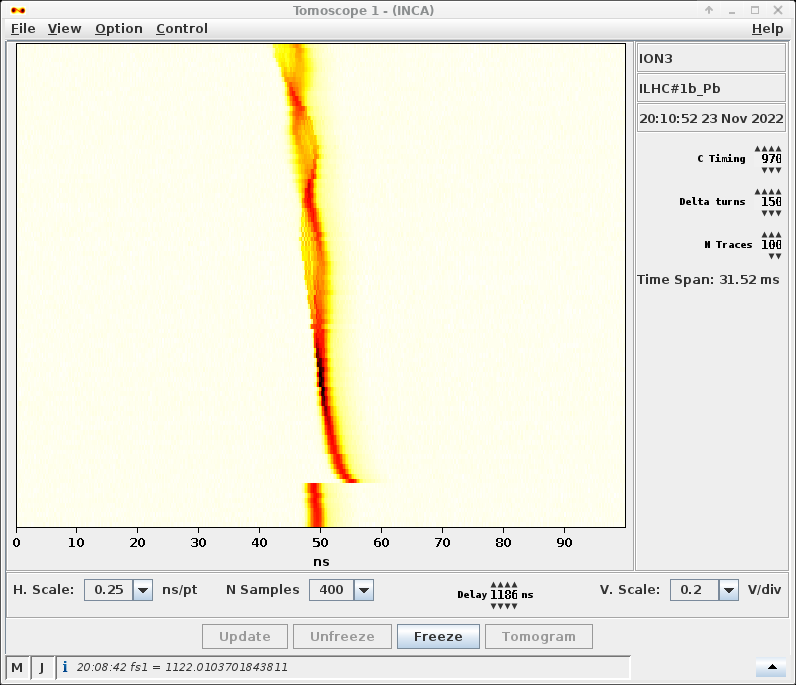 Tomoscope 1 - (INCA)
File View Option Control Help
ION3
ILHC#1b_Pb
20:10:52 23 Nov 2022
C Timing 970
Delta turns 150
N Traces 100
Time Span: 31.52 ms
0 10 20 30 40 50 60 70 80 90
ns
H. Scale: 0.25 ns/pt N Samples 400 Delay 1186 ns V. Scale: 0.2 V/div
Update Unfreeze Freeze Tomogram
M J i 20:08:42 fs1 = 1122.0103701843811